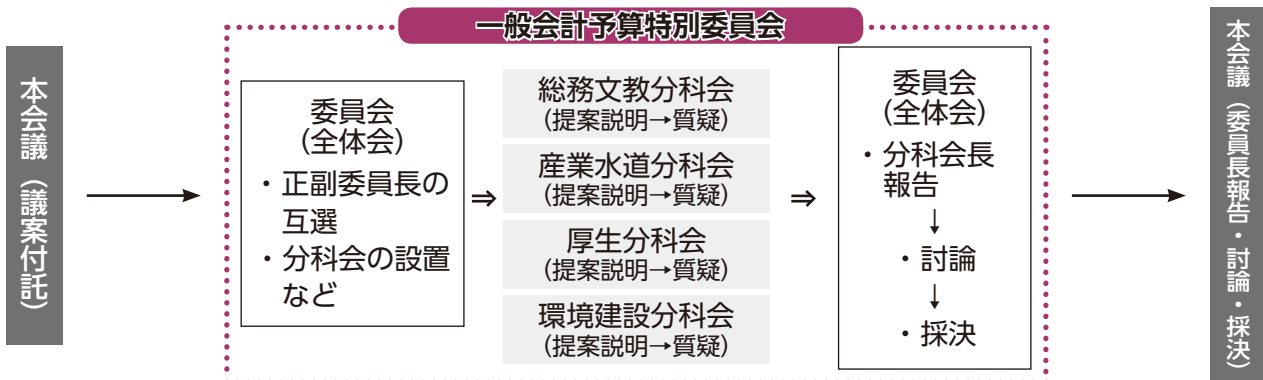 一般会計予算特別委員会
本会議（議案付託）
→
委員会
（全体会）
・正副委員長の
互選
・分科会の設置
など
⇒
総務文教分科会
（提案説明→質疑）
産業水道分科会
（提案説明→質疑）
厚生分科会
（提案説明→質疑）
環境建設分科会
（提案説明→質疑）
⇒
委員会
（全体会）
・分科会長
報告
↓
・討論
↓
・採決
→
本会議（委員長報告・討論・採決）